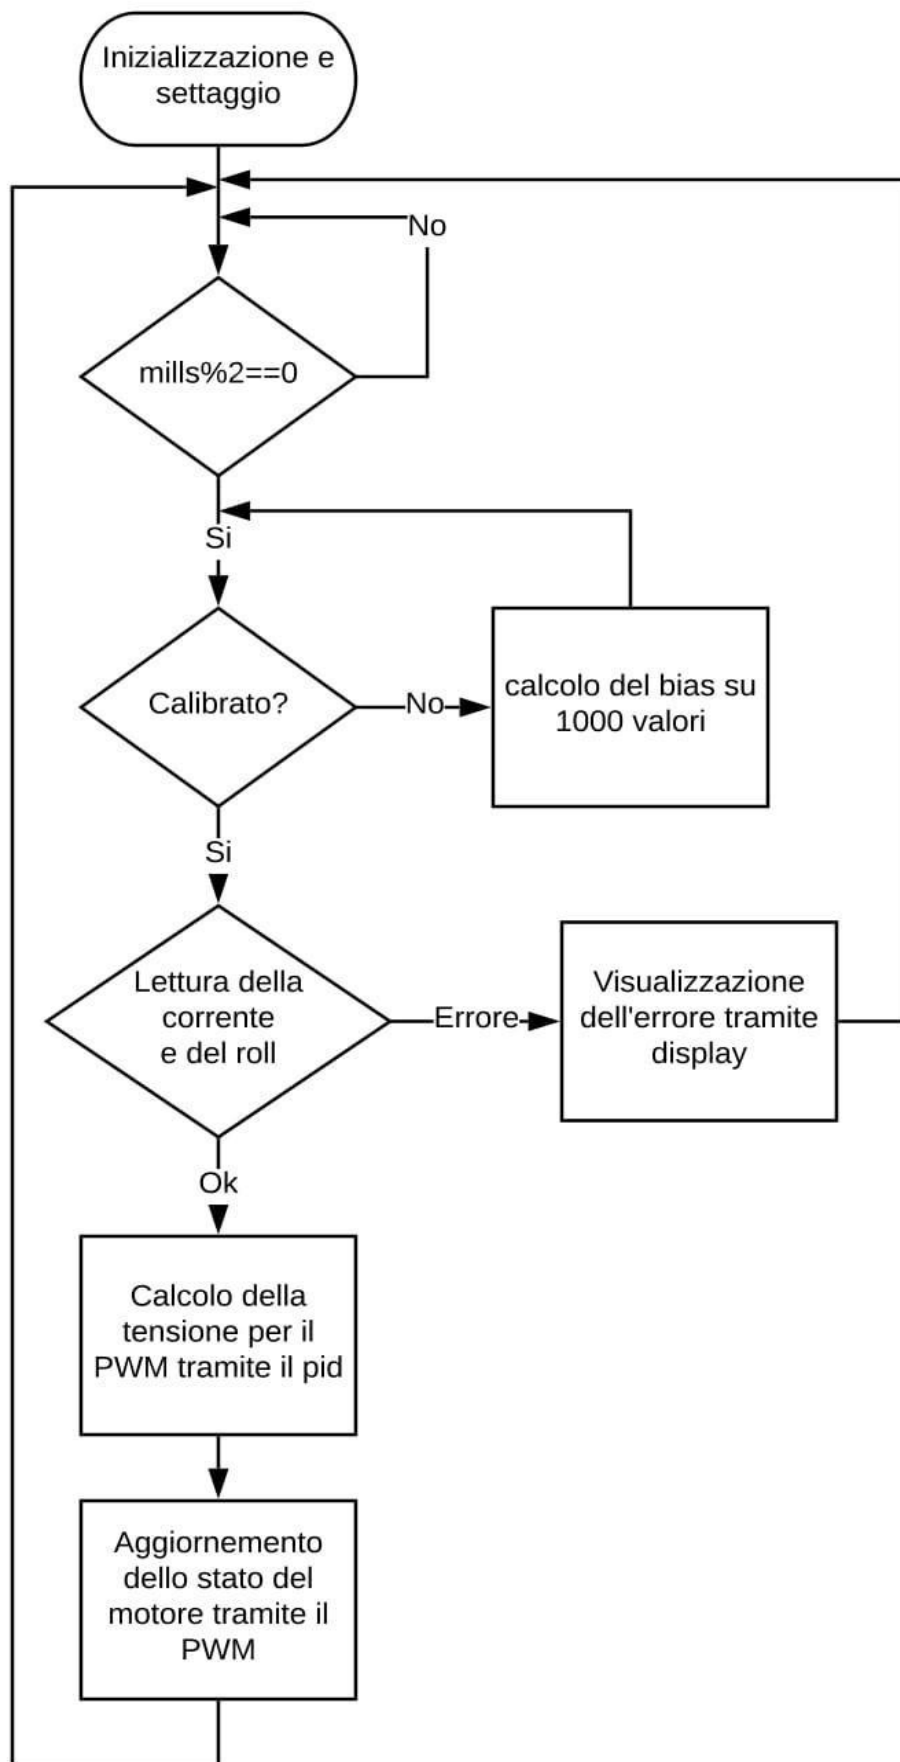 Inizializzazione e
settaggio
No
mills%2==0
Si
Calibrato?
No
calcolo del bias su
1000 valori
Si
Lettura della
corrente
e del roll
Errore
Visualizzazione
dell'errore tramite
display
Ok
Calcolo della
tensione per il
PWM tramite il pid
Aggiornemento
dello stato del
motore tramite il
PWM